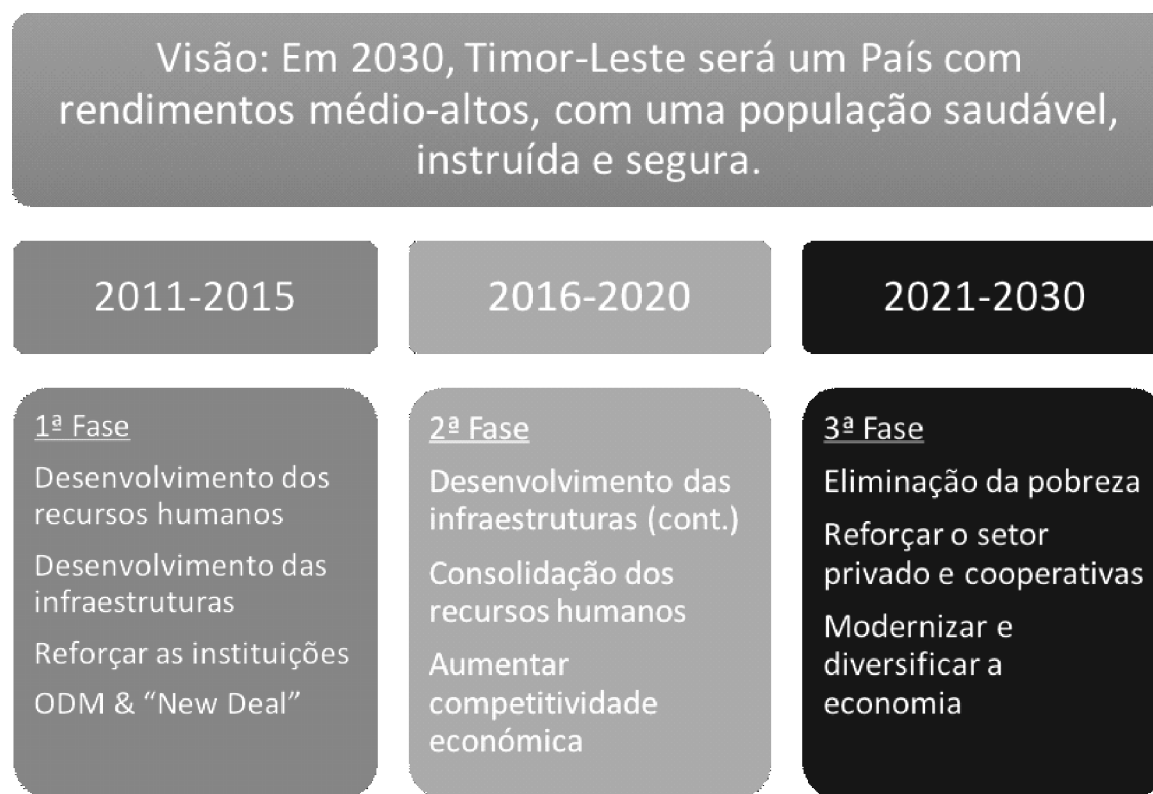 Visão: Em 2030, Timor-Leste será um País com
rendimentos médio-altos, com uma população saudável,
instruída e segura.
2011-2015
2016-2020
2021-2030
1ª Fase
Desenvolvimento dos
recursos humanos
Desenvolvimento das
infraestruturas
Reforçar as instituições
ODM & “New Deal”
2ª Fase
Desenvolvimento das
infraestruturas (cont.)
Consolidação dos
recursos humanos
Aumentar
competitividade
económica
3ª Fase
Eliminação da pobreza
Reforçar o setor
privado e cooperativas
Modernizar e
diversificar a
economia